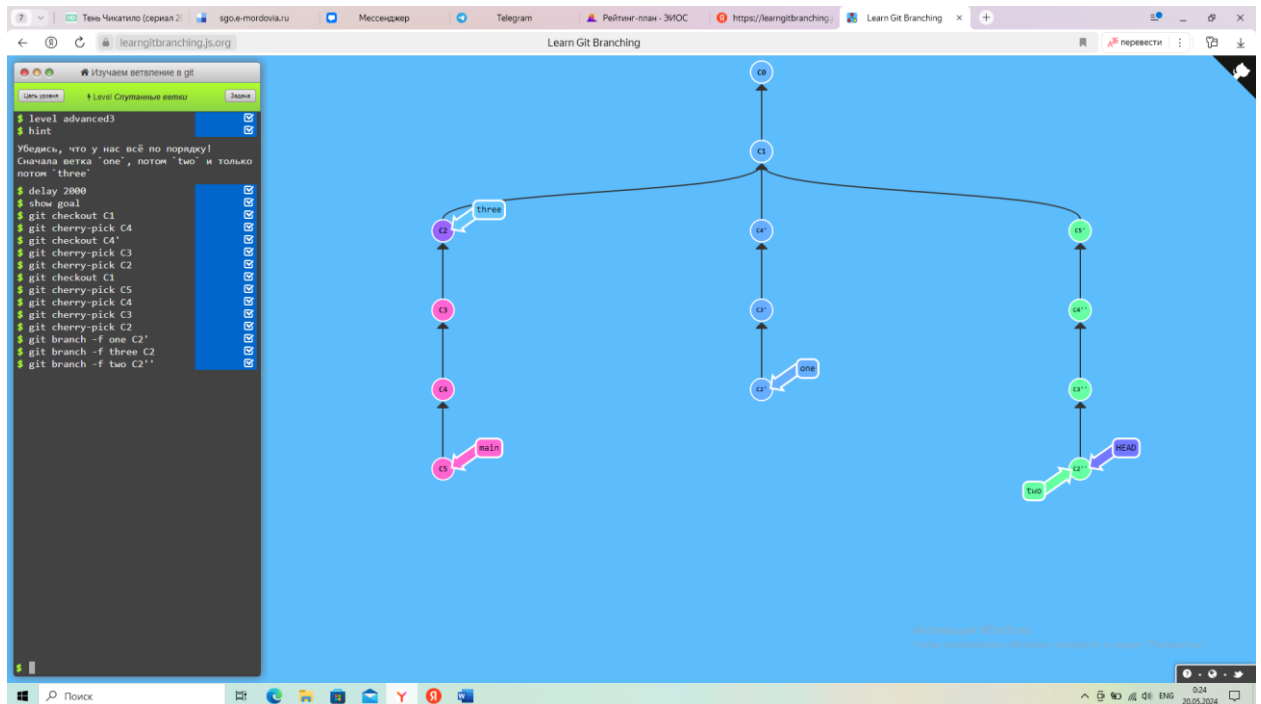 7
Тень Чикатило (сериал 2
sgo.e-mordovia.ru
Мессенджер
Telegram
Рейтинг-план - ЭИОС
https://learngitbranching.
Learn Git Branching
learngitbranching.js.org
Learn Git Branching
перевести
Изучаем ветвление в git
Цель уровня
Level Спутанные ветки
Задача
$ level advanced3
$ hint
Убедись, что у нас всё по порядку!
Сначала ветка `one`, потом `two` и только
потом `three`
$ delay 2000
$ show goal
$ git checkout C1
$ git cherry-pick C4
$ git checkout C4'
$ git cherry-pick C3
$ git cherry-pick C2
$ git checkout C1
$ git cherry-pick C5
$ git cherry-pick C4
$ git cherry-pick C3
$ git cherry-pick C2
$ git branch -f one C2'
$ git branch -f three C2
$ git branch -f two C2''
$
C0
C1
three
C2
C4'
C5'
C3
C3'
C4''
one
C4
C2'
C3''
main
HEAD
C5
C2''
two
Поиск
ENG
0:24
20.05.2024